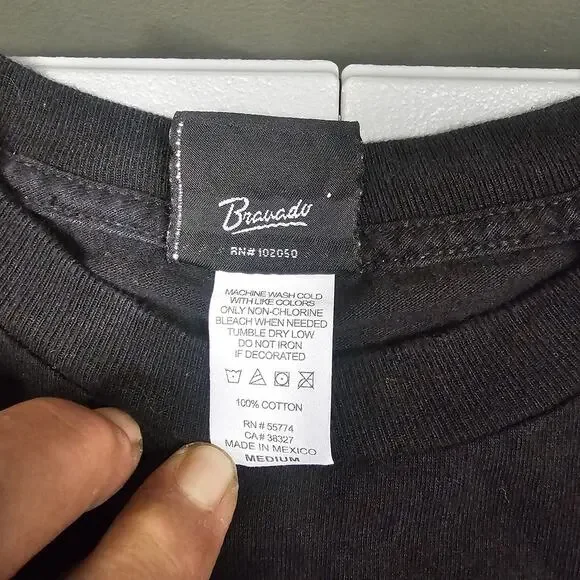 Bravado
RN# 102050
MACHINE WASH COLD
WITH LIKE COLORS
ONLY NON-CHLORINE
BLEACH WHEN NEEDED
TUMBLE DRY LOW
DO NOT IRON
IF DECORATED
100% COTTON
RN # 55774
CA # 38327
MADE IN MEXICO
MEDIUM